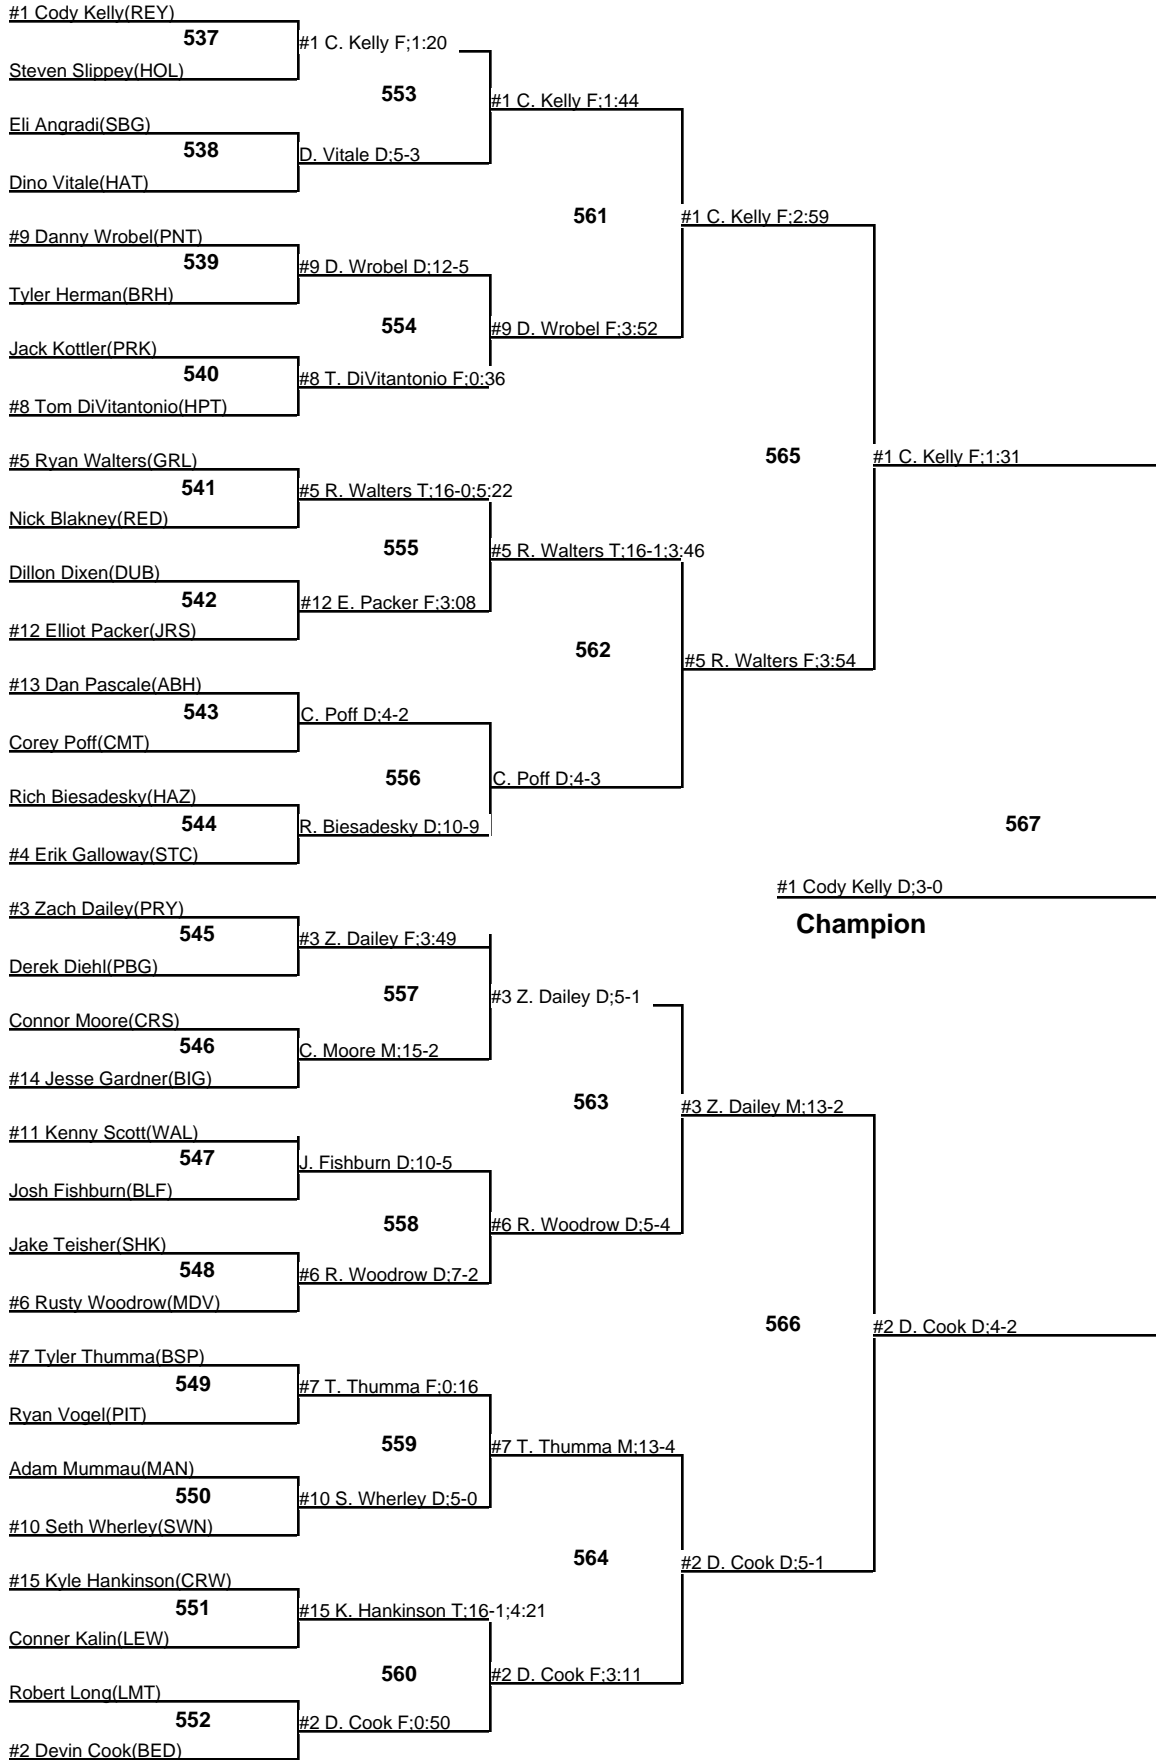 #1 Cody Kelly(REY)
537
#1 C. Kelly F;1:20
Steven Slippey(HOL)
553
#1 C. Kelly F;1:44
Eli Angradi(SBG)
538
D. Vitale D;5-3
Dino Vitale(HAT)
561
#1 C. Kelly F;2:59
#9 Danny Wrobel(PNT)
539
#9 D. Wrobel D;12-5
Tyler Herman(BRH)
554
#9 D. Wrobel F;3:52
Jack Kottler(PRK)
540
#8 T. DiVitantonio F;0:36
#8 Tom DiVitantonio(HPT)
565
#1 C. Kelly F;1:31
#5 Ryan Walters(GRL)
541
#5 R. Walters T;16-0;5:22
Nick Blakney(RED)
555
#5 R. Walters T;16-1;3:46
Dillon Dixen(DUB)
542
#12 E. Packer F;3:08
#12 Elliot Packer(JRS)
562
#5 R. Walters F;3:54
#13 Dan Pascale(ABH)
543
C. Poff D;4-2
Corey Poff(CMT)
556
C. Poff D;4-3
Rich Biesadesky(HAZ)
544
R. Biesadesky D;10-9
#4 Erik Galloway(STC)
567
#1 Cody Kelly D;3-0
Champion
#3 Zach Dailey(PRY)
545
#3 Z. Dailey F;3:49
Derek Diehl(PBG)
557
#3 Z. Dailey D;5-1
Connor Moore(CRS)
546
C. Moore M;15-2
#14 Jesse Gardner(BIG)
563
#3 Z. Dailey M;13-2
#11 Kenny Scott(WAL)
547
J. Fishburn D;10-5
Josh Fishburn(BLF)
558
#6 R. Woodrow D;5-4
Jake Teisher(SHK)
548
#6 R. Woodrow D;7-2
#6 Rusty Woodrow(MDV)
566
#2 D. Cook D;4-2
#7 Tyler Thumma(BSP)
549
#7 T. Thumma F;0:16
Ryan Vogel(PIT)
559
#7 T. Thumma M;13-4
Adam Mummau(MAN)
550
#10 S. Wherley D;5-0
#10 Seth Wherley(SWN)
564
#2 D. Cook D;5-1
#15 Kyle Hankinson(CRW)
551
#15 K. Hankinson T;16-1;4:21
Conner Kalin(LEW)
560
#2 D. Cook F;3:11
Robert Long(LMT)
552
#2 D. Cook F;0:50
#2 Devin Cook(BED)